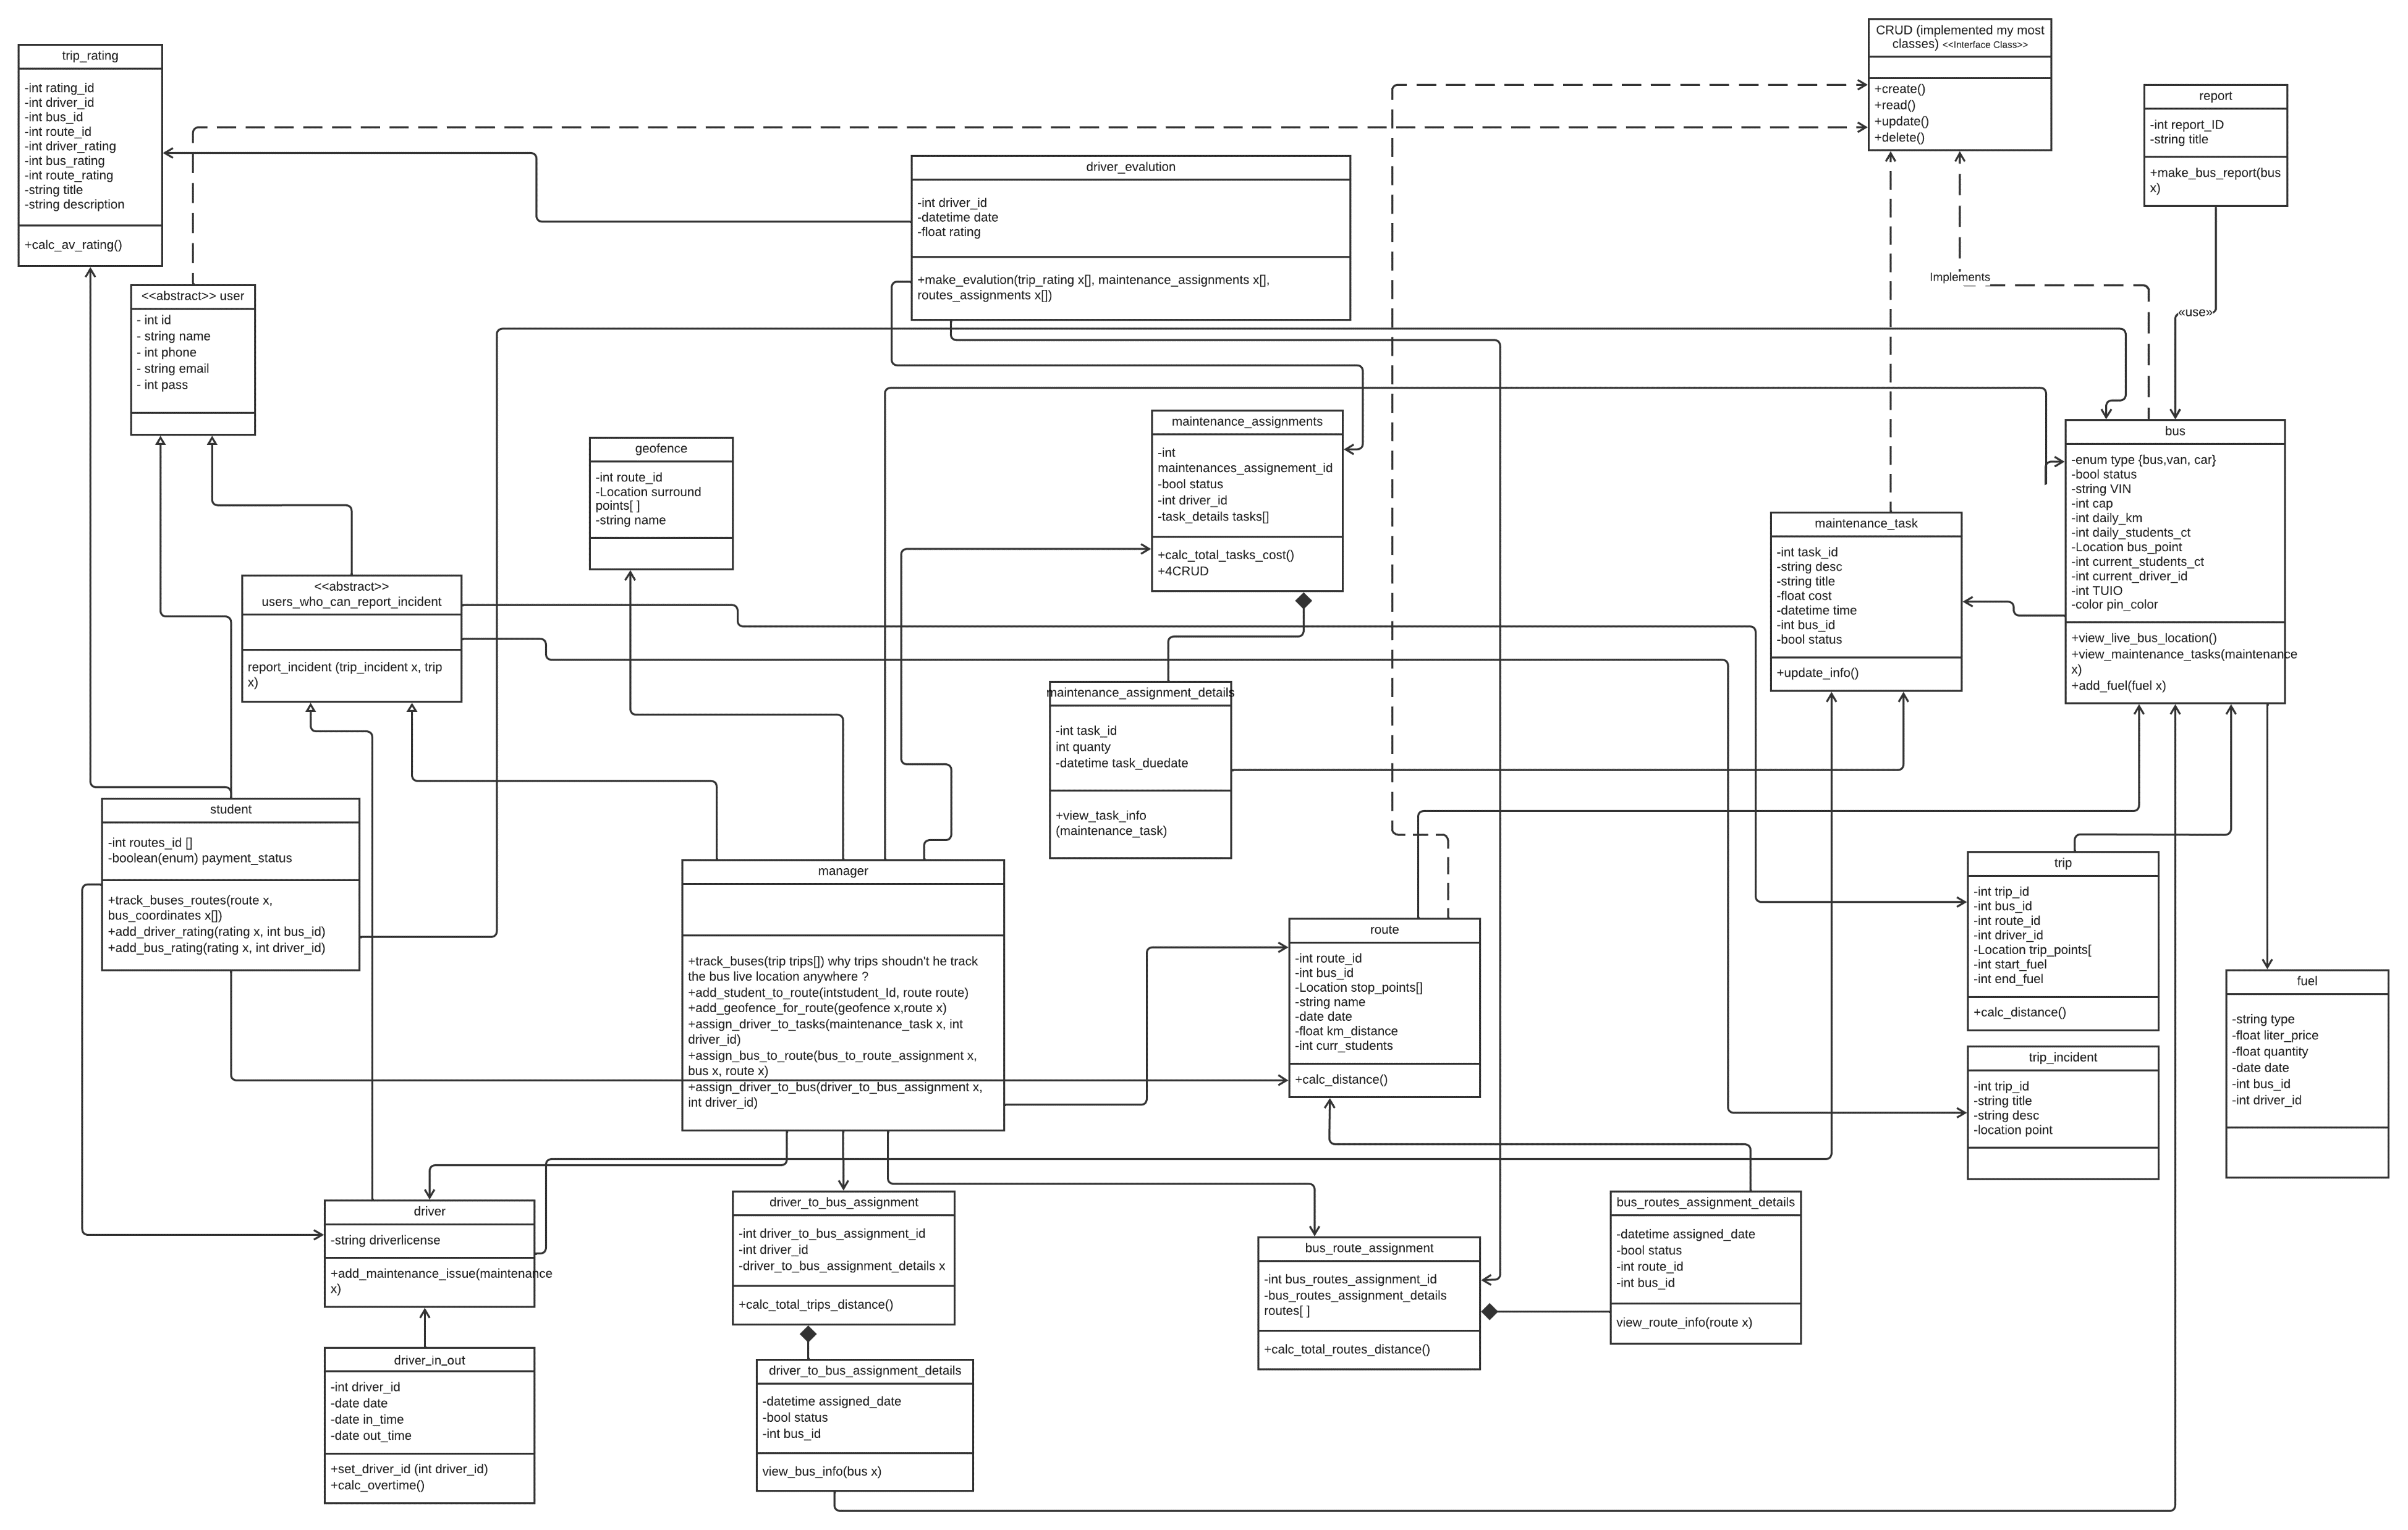 trip_rating
-int rating_id
-int driver_id
-int bus_id
-int route_id
-int driver_rating
-int bus_rating
-int route_rating
-string title
-string description
+calc_av_rating()
CRUD (implemented my most
classes) <<Interface Class>>
+create()
+read()
+update()
+delete()
report
-int report_ID
-string title
+make_bus_report(bus
x)
driver_evalution
-int driver_id
-datetime date
-float rating
+make_evalution(trip_rating x[], maintenance_assignments x[],
routes_assignments x[])
Implements
«use»
<<abstract>> user
- int id
- string name
- int phone
- string email
- int pass
geofence
-int route_id
-Location surround
points[ ]
-string name
maintenance_assignments
-int
maintenances_assignement_id
-bool status
-int driver_id
-task_details tasks[]
+calc_total_tasks_cost()
+4CRUD
bus
-enum type {bus,van, car}
-bool status
-string VIN
-int cap
-int daily_km
-int daily_students_ct
-Location bus_point
-int current_students_ct
-int current_driver_id
-int TUIO
-color pin_color
+view_live_bus_location()
+view_maintenance_tasks(maintenance
x)
+add_fuel(fuel x)
maintenance_task
-int task_id
-string desc
-string title
-float cost
-datetime time
-int bus_id
-bool status
+update_info()
<<abstract>>
users_who_can_report_incident
report_incident (trip_incident x, trip
x)
maintenance_assignment_details
-int task_id
int quanty
-datetime task_duedate
+view_task_info
(maintenance_task)
student
-int routes_id []
-boolean(enum) payment_status
+track_buses_routes(route x,
bus_coordinates x[])
+add_driver_rating(rating x, int bus_id)
+add_bus_rating(rating x, int driver_id)
manager
+track_buses(trip trips[]) why trips shoudn't he track
the bus live location anywhere ?
+add_student_to_route(intstudent_Id, route route)
+add_geofence_for_route(geofence x,route x)
+assign_driver_to_tasks(maintenance_task x, int
driver_id)
+assign_bus_to_route(bus_to_route_assignment x,
bus x, route x)
+assign_driver_to_bus(driver_to_bus_assignment x,
int driver_id)
route
-int route_id
-int bus_id
-Location stop_points[]
-string name
-date date
-float km_distance
-int curr_students
+calc_distance()
trip
-int trip_id
-int bus_id
-int route_id
-int driver_id
-Location trip_points[
-int start_fuel
-int end_fuel
+calc_distance()
trip_incident
-int trip_id
-string title
-string desc
-location point
fuel
-string type
-float liter_price
-float quantity
-date date
-int bus_id
-int driver_id
driver
-string driverlicense
+add_maintenance_issue(maintenance
x)
driver_to_bus_assignment
-int driver_to_bus_assignment_id
-int driver_id
-driver_to_bus_assignment_details x
+calc_total_trips_distance()
bus_route_assignment
-int bus_routes_assignment_id
-bus_routes_assignment_details
routes[ ]
+calc_total_routes_distance()
bus_routes_assignment_details
-datetime assigned_date
-bool status
-int route_id
-int bus_id
view_route_info(route x)
driver_in_out
-int driver_id
-date date
-date in_time
-date out_time
+set_driver_id (int driver_id)
+calc_overtime()
driver_to_bus_assignment_details
-datetime assigned_date
-bool status
-int bus_id
view_bus_info(bus x)